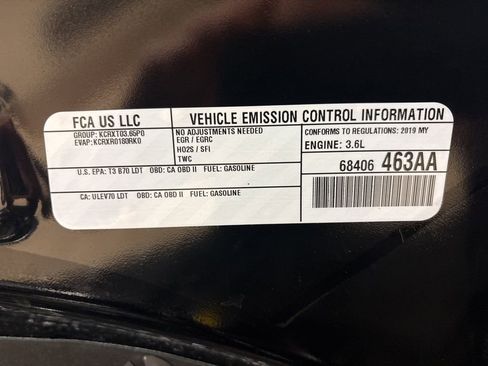 FCA US LLC
VEHICLE EMISSION CONTROL INFORMATION
GROUP: KCRXT03.65P0
EVAP: KCRXR0180RK0
NO ADJUSTMENTS NEEDED
EGR / EGRC
HO2S / SFI
TWC
CONFORMS TO REGULATIONS: 2019 MY
ENGINE: 3.6L
U.S. EPA: T3 B70 LDT OBD: CA OBD II FUEL: GASOLINE
CA: ULEV70 LDT OBD: CA OBD II FUEL: GASOLINE
68406 463AA